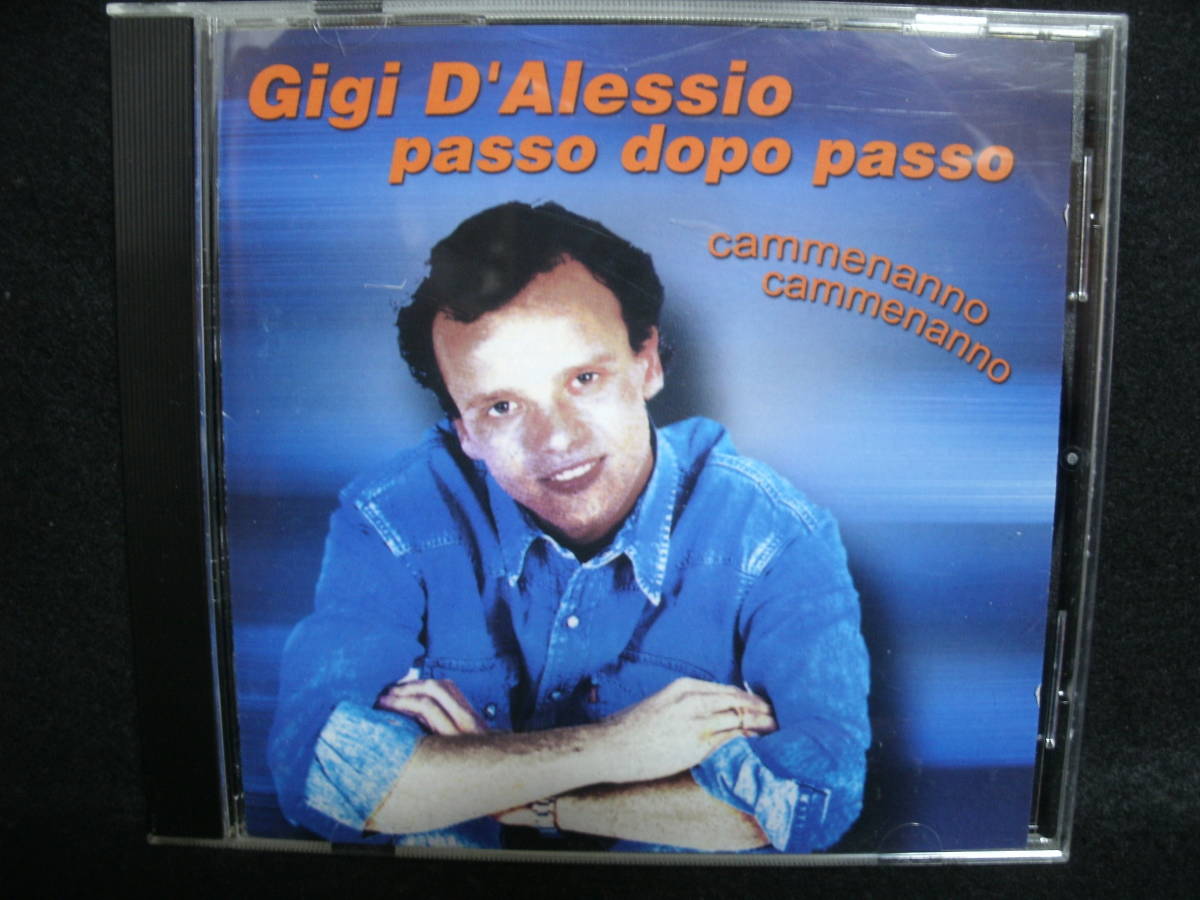 Gigi D'Alessio
passo dopo passo
cammenanno
cammenanno